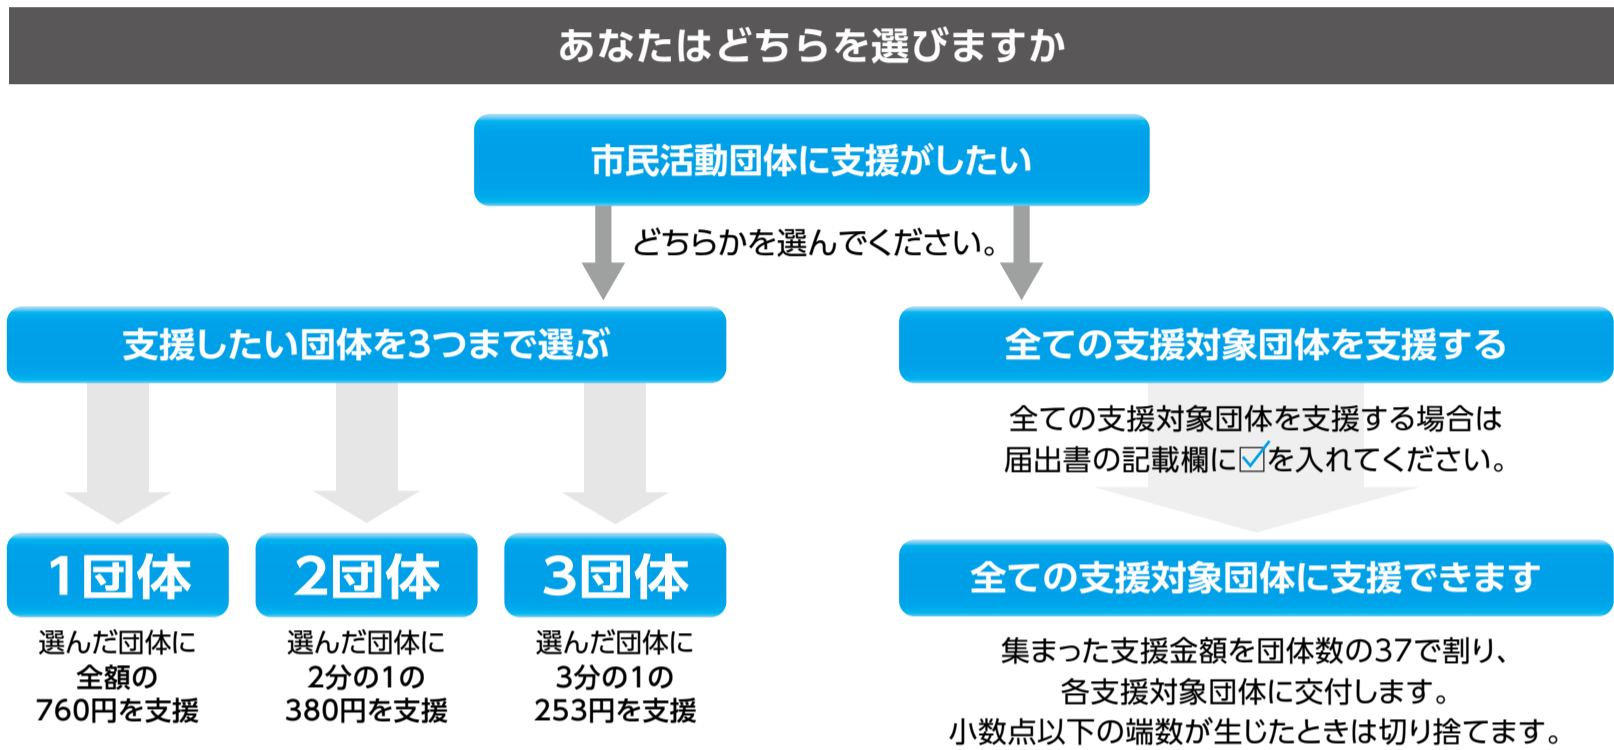 あなたはどちらを選びますか
市民活動団体に支援がしたい
どちらかを選んでください。
支援したい団体を3つまで選ぶ
1団体
選んだ団体に
全額の
760円を支援
2団体
選んだ団体に
2分の1の
380円を支援
3団体
選んだ団体に
3分の1の
253円を支援
全ての支援対象団体を支援する
全ての支援対象団体を支援する場合は
届出書の記載欄に☑を入れてください。
全ての支援対象団体に支援できます
集まった支援金額を団体数の37で割り、
各支援対象団体に交付します。
小数点以下の端数が生じたときは切り捨てます。